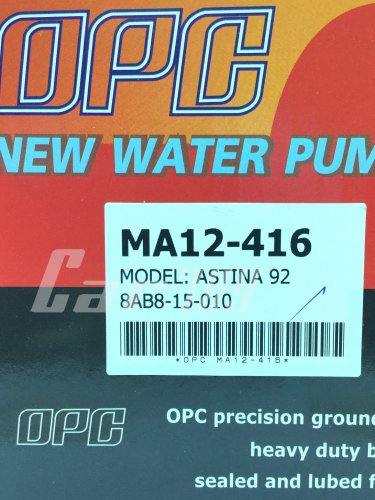 OPC
NEW WATER PUM
MA12-416
MODEL: ASTINA 92
8AB8-15-010
*OPC MA12-416*
OPC
OPC precision ground
heavy duty b
sealed and lubed f